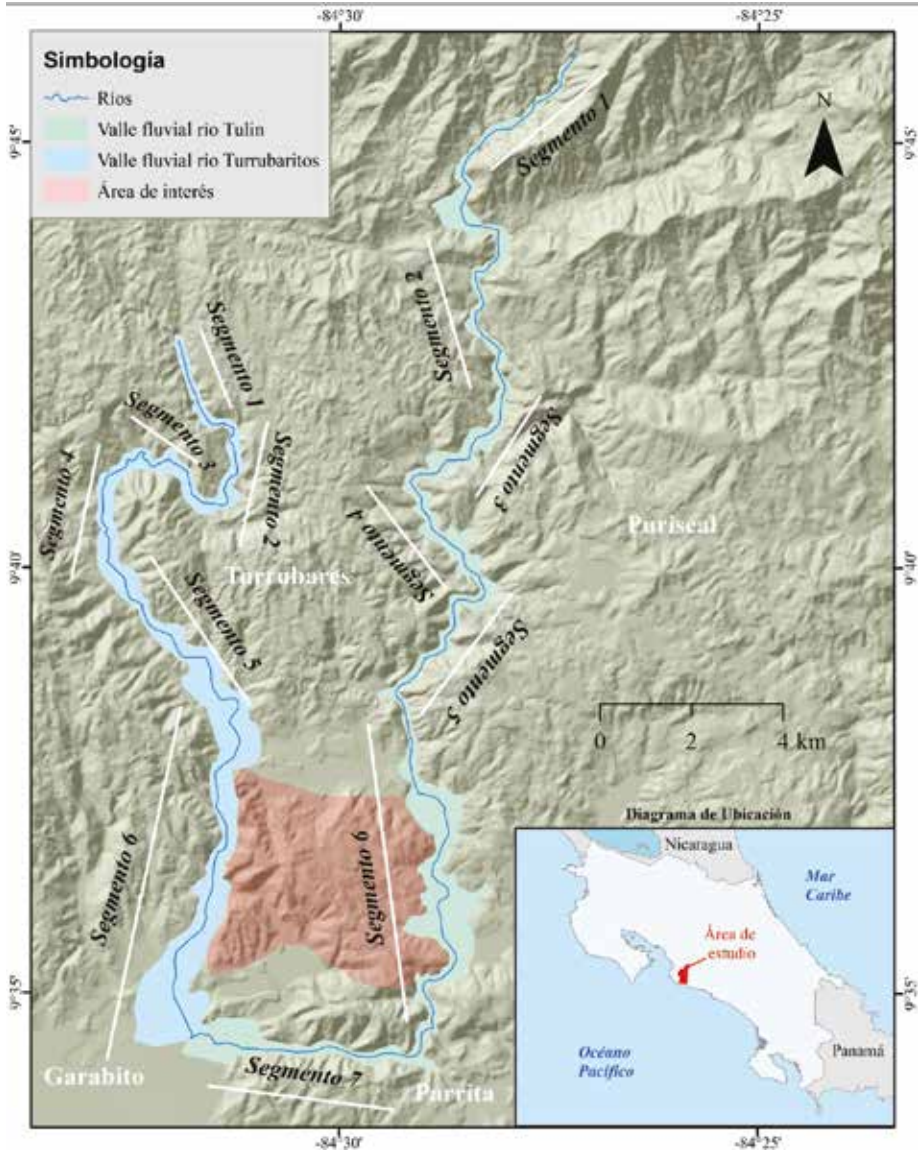 -84°30'
-84°25'
Simbología
Ríos
Valle fluvial río Tulin
Valle fluvial río Turrubaritos
Área de interés
N
9°45'
9°45'
Segmento 1
Segmento 2
Segmento 1
Segmento 3
Segmento 2
Segmento 4
Segmento 3
Segmento 4
Puriscal
9°40'
9°40'
Turrubares
Segmento 5
Segmento 5
0 2 4 km
Segmento 6
Segmento 6
Diagrama de Ubicación
Nicaragua
Mar
Caribe
Área de
estudio
Océano
Pacífico
Panamá
9°35'
9°35'
Garabito
Segmento 7
Parrita
-84°30'
-84°25'